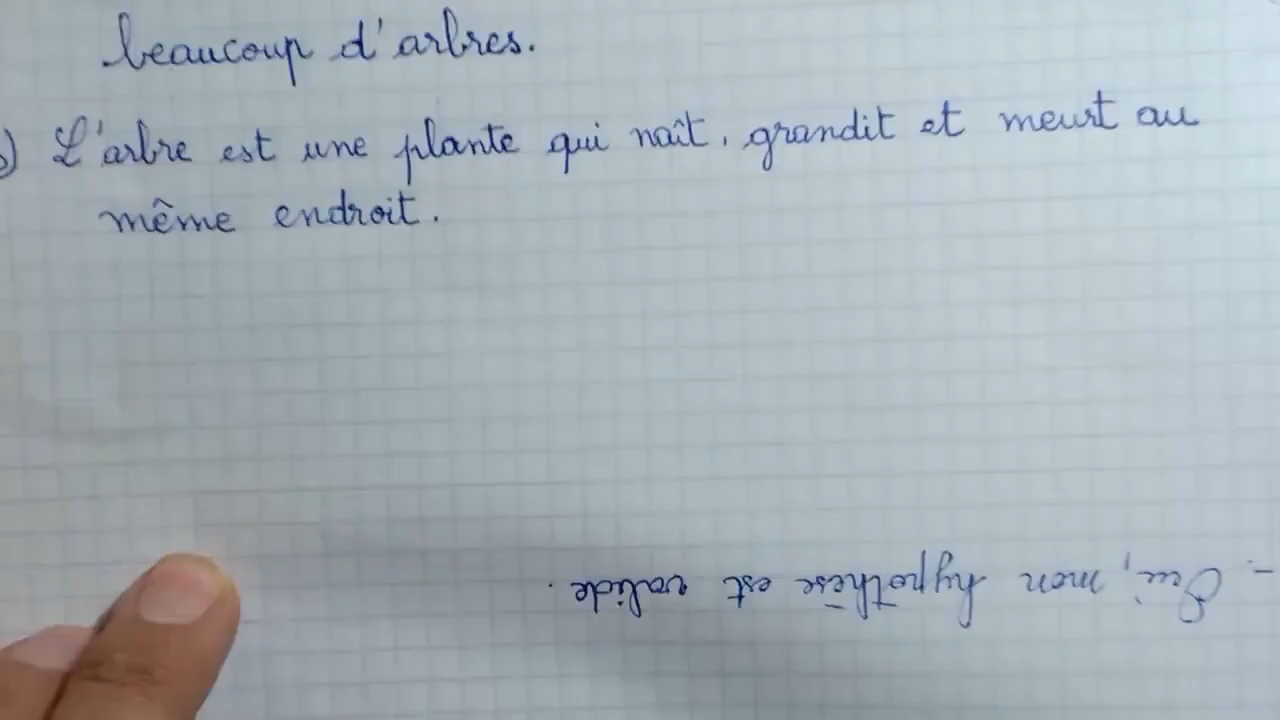 beaucoup d'arbres.
) L'arbre est une plante qui naît, grandit et meurt au
même endroit.
- Oui, mon hypothèse est valide.